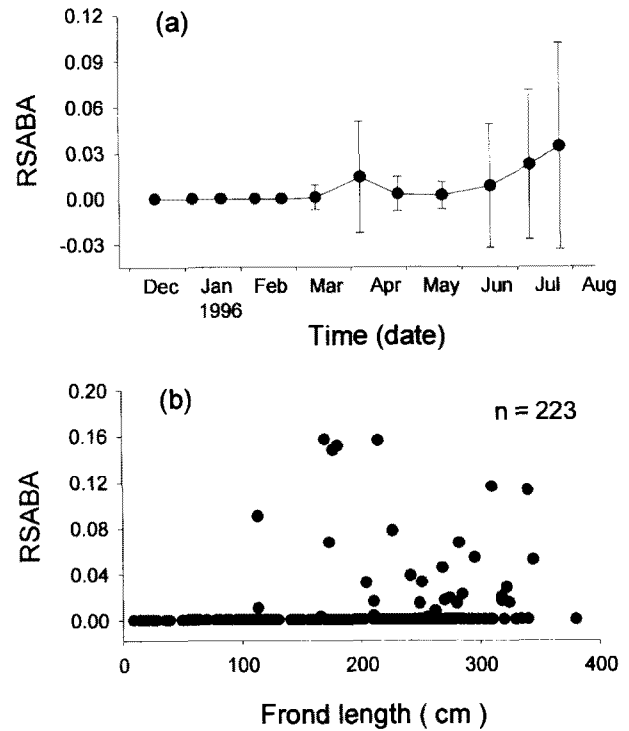 (a)
0.12
0.09
0.06
0.03
0.00
-0.03
RSABA
Dec Jan Feb Mar Apr May Jun Jul Aug
1996
Time (date)
(b)
n = 223
0.20
0.16
0.12
0.08
0.04
0.00
RSABA
0 100 200 300 400
Frond length ( cm )